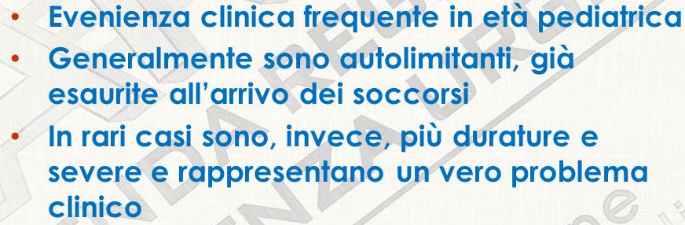 • Evenienza clinica frequente in età pediatrica
• Generalmente sono autolimitanti, già
esaurite all'arrivo dei soccorsi
• In rari casi sono, invece, più durature e
severe e rappresentano un vero problema
clinico